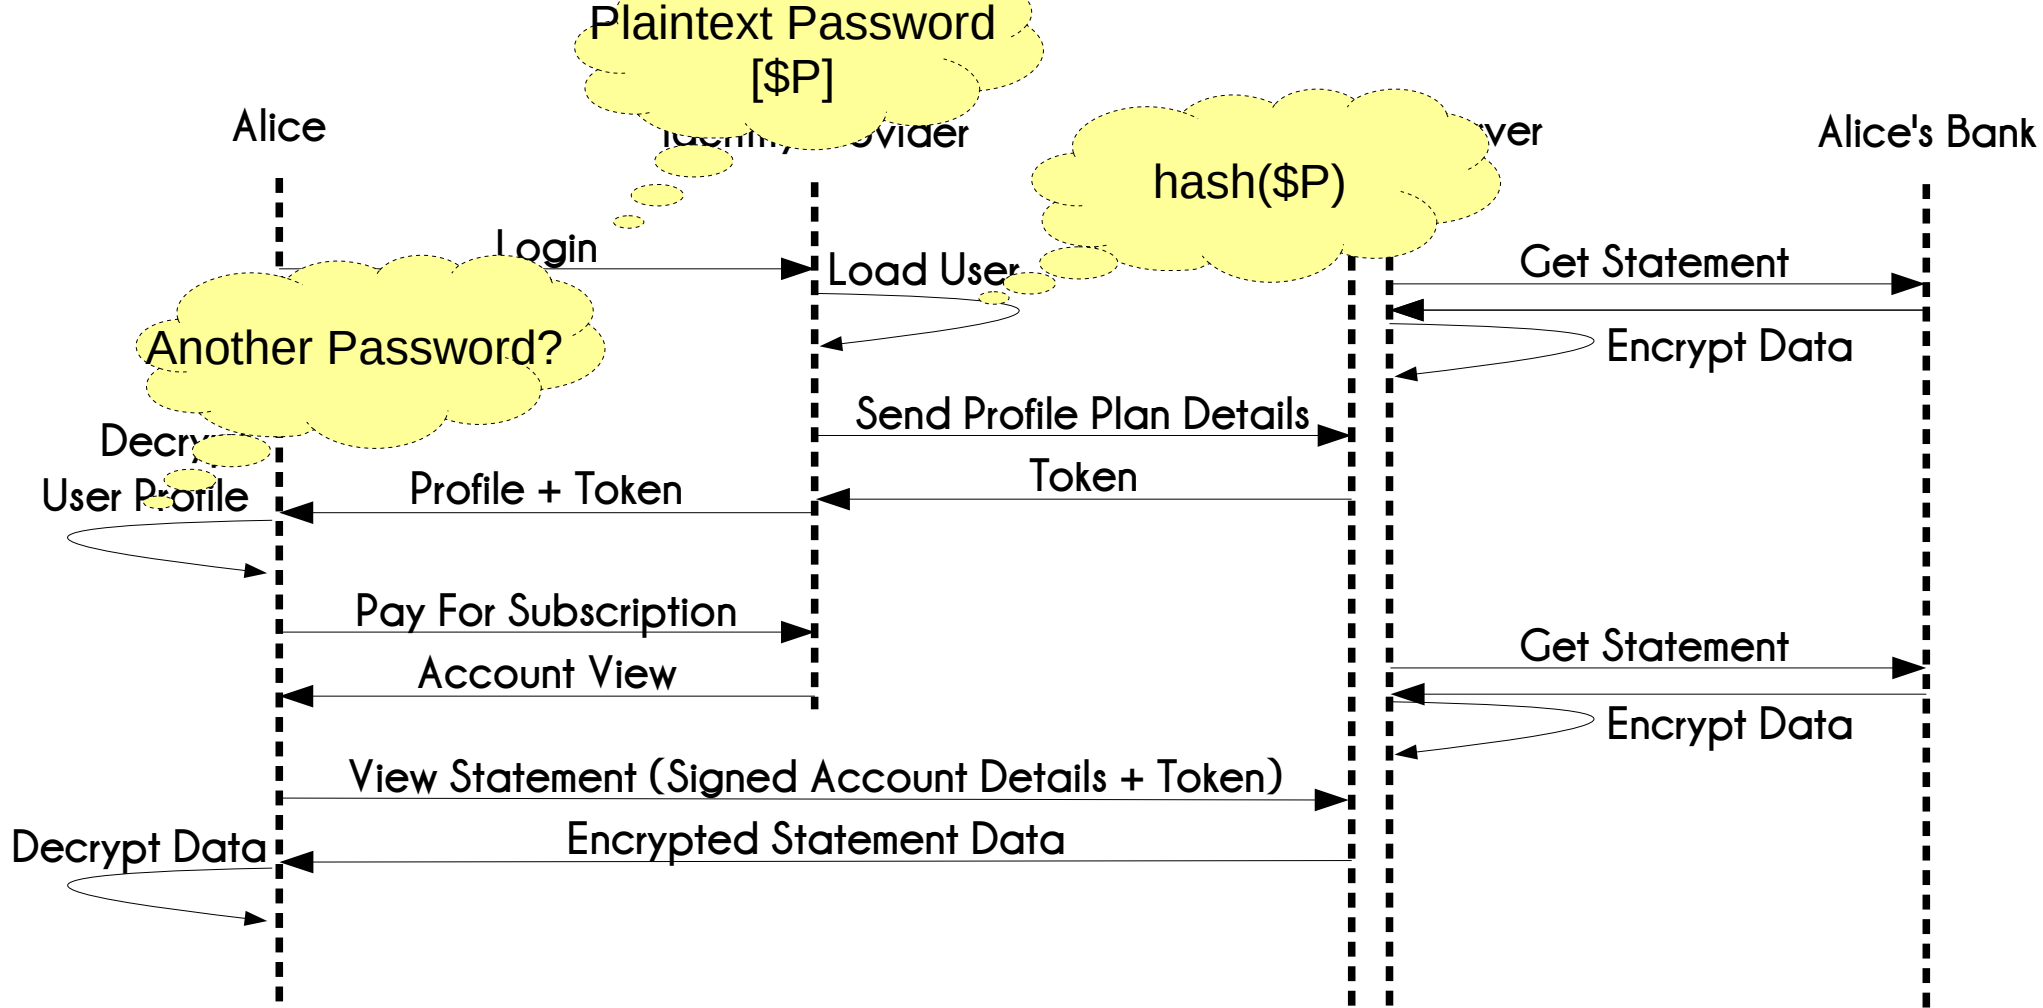 Plaintext Password
[$P]
Alice
Identity Provider
Alice's Bank
hash($P)
Login
Load User
Get Statement
Another Password?
Encrypt Data
Send Profile Plan Details
Token
User Profile
Profile + Token
Pay For Subscription
Account View
Get Statement
Encrypt Data
View Statement (Signed Account Details + Token)
Encrypted Statement Data
Decrypt Data